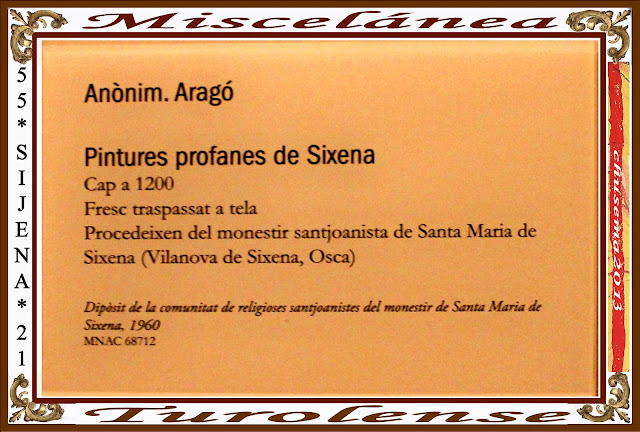 Miscelánea
55*SIJENA*21
Anònim. Aragó
Pintures profanes de Sixena
Cap a 1200
Fresc traspassat a tela
Procedeixen del monestir santjoanista de Santa Maria de
Sixena (Vilanova de Sixena, Osca)
Dipòsit de la comunitat de religioses santjoanistes del monestir de Santa Maria de
Sixena, 1960
MNAC 68712
chusema 2013
Turolense